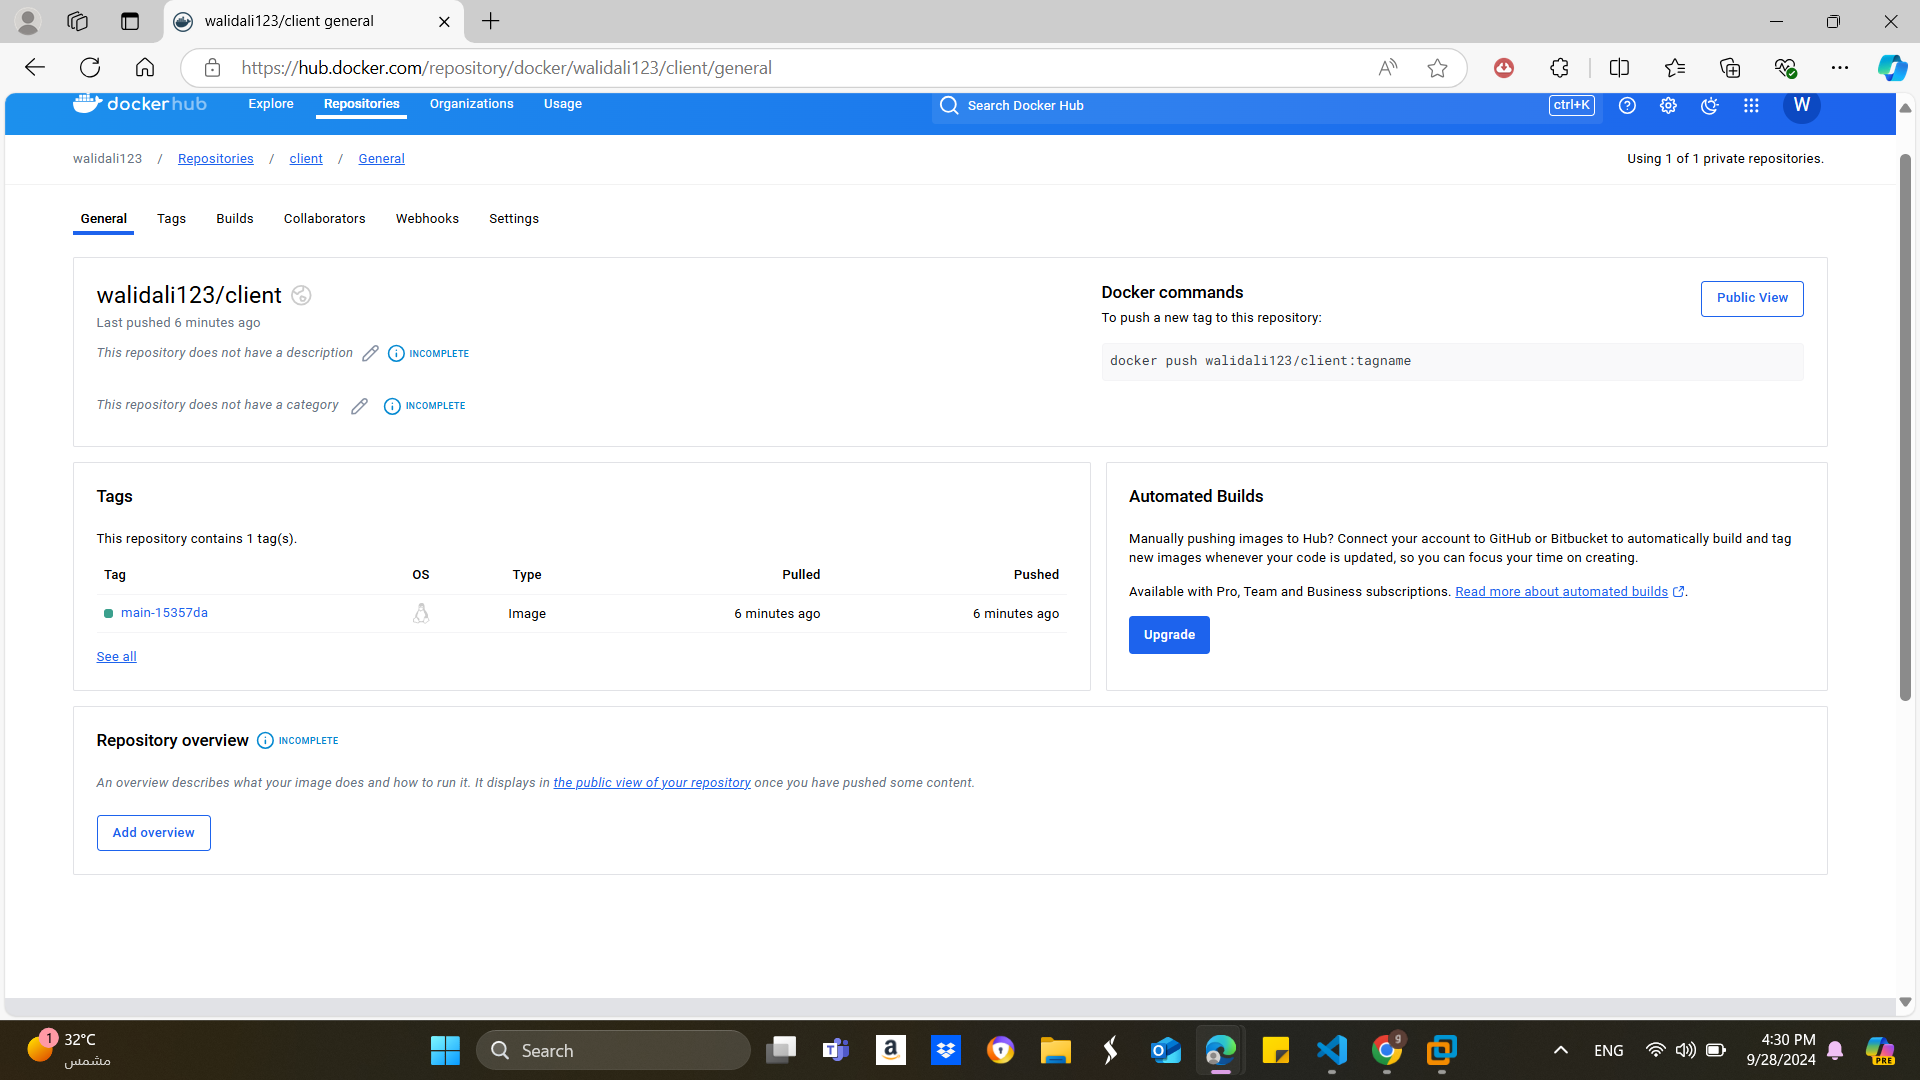 walidali123/client general
https://hub.docker.com/repository/docker/walidali123/client/general
dockerhub
Explore
Repositories
Organizations
Usage
Search Docker Hub
ctrl+K
W
walidali123 / Repositories / client / General
Using 1 of 1 private repositories.
General
Tags
Builds
Collaborators
Webhooks
Settings
walidali123/client
Last pushed 6 minutes ago
This repository does not have a description
INCOMPLETE
This repository does not have a category
INCOMPLETE
Docker commands
Public View
To push a new tag to this repository:
docker push walidali123/client:tagname
Tags
This repository contains 1 tag(s).
Tag OS Type Pulled Pushed
main-15357da Image 6 minutes ago 6 minutes ago
See all
Automated Builds
Manually pushing images to Hub? Connect your account to GitHub or Bitbucket to automatically build and tag
new images whenever your code is updated, so you can focus your time on creating.
Available with Pro, Team and Business subscriptions. Read more about automated builds.
Upgrade
Repository overview
INCOMPLETE
An overview describes what your image does and how to run it. It displays in the public view of your repository once you have pushed some content.
Add overview
1
32°C
مشمس
Search
g
ENG
4:30 PM
9/28/2024
PRE